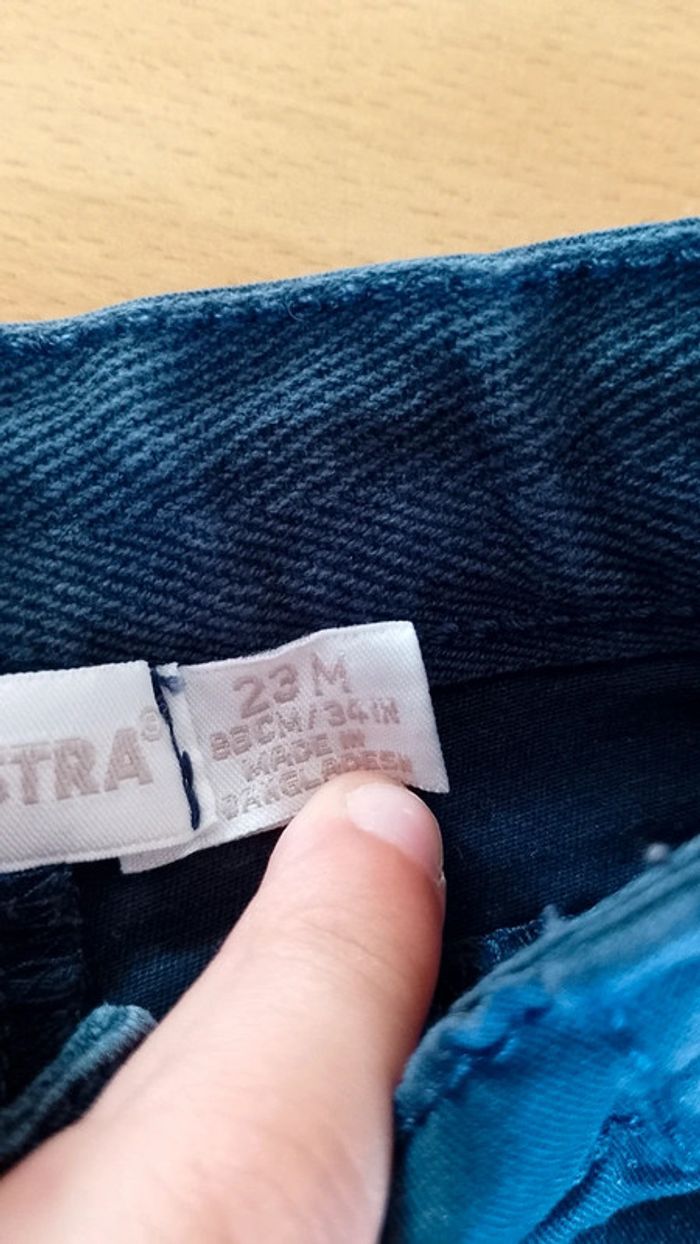 STRA®
23 M
86CM/34IN
MADE IN
BANGLADESH